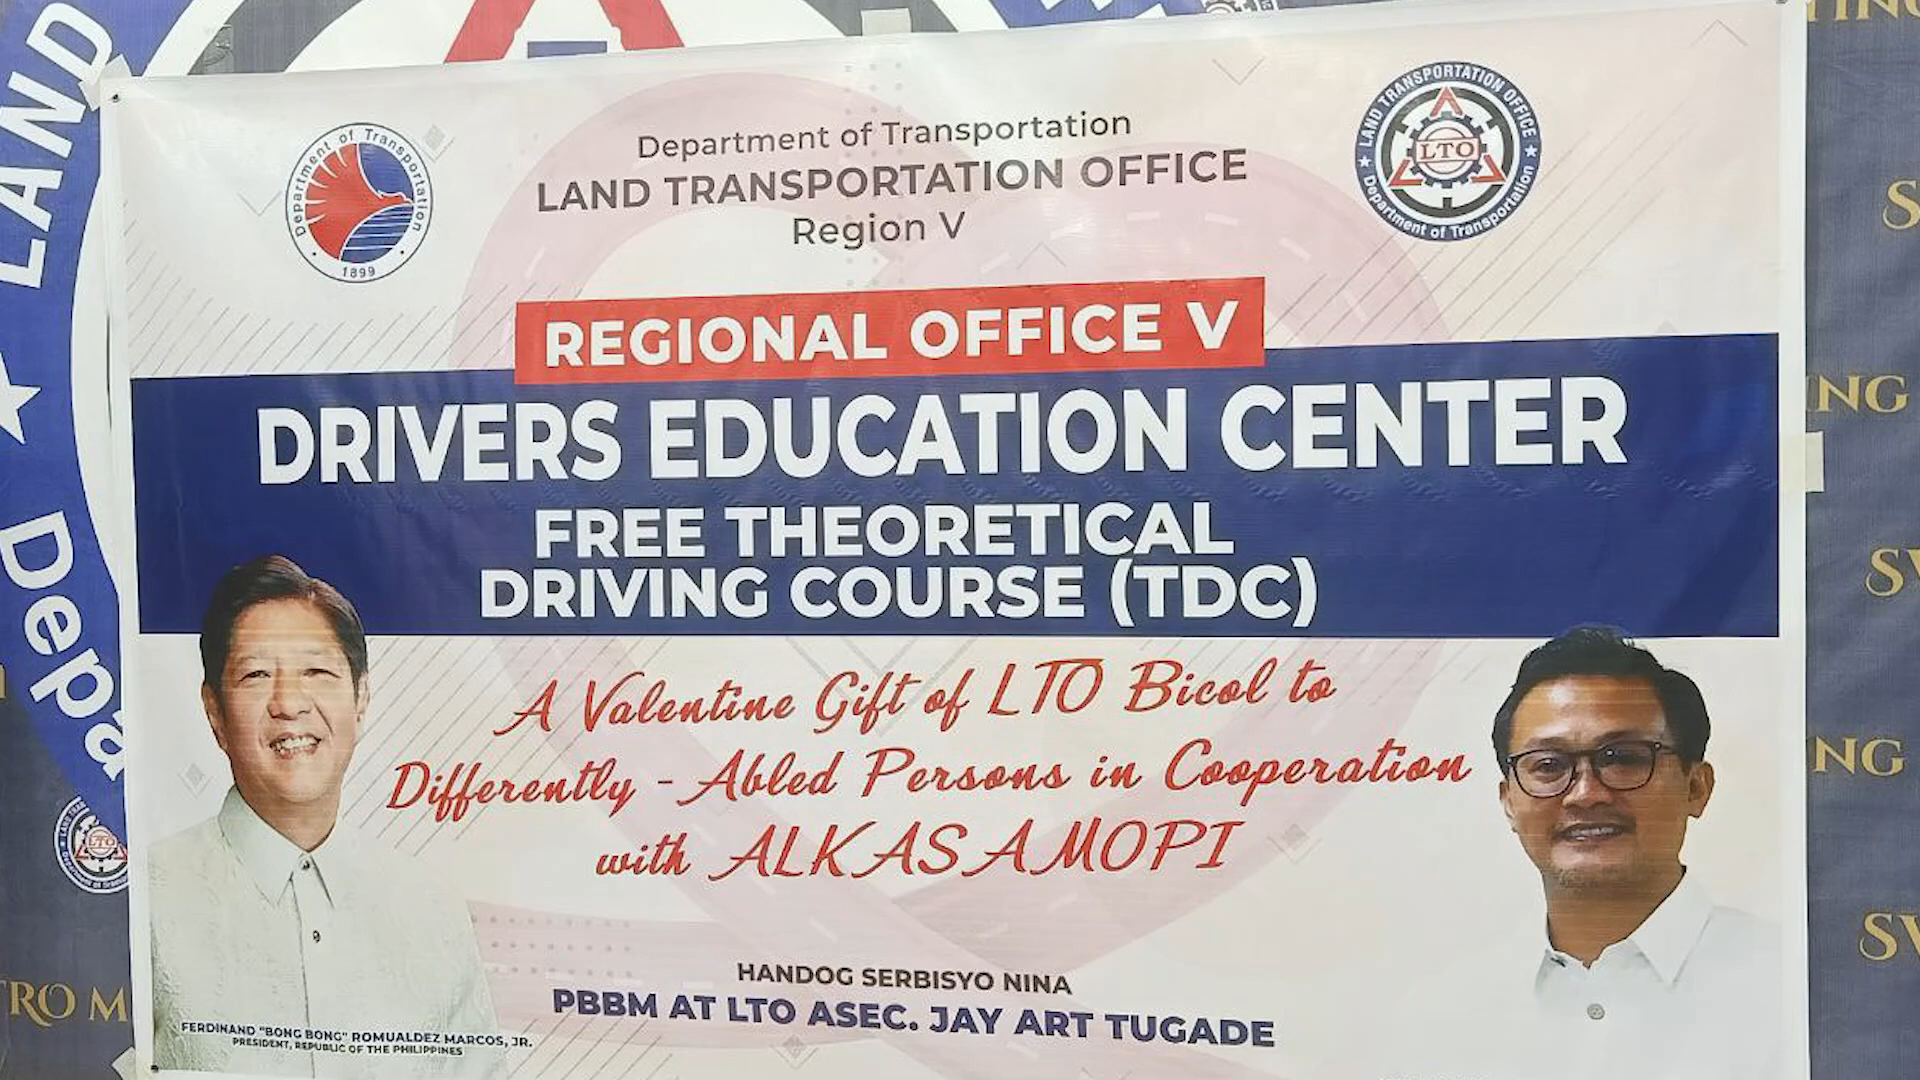 Department of Transportation
LAND TRANSPORTATION OFFICE
Region V
Department of Transportation
1899
LAND TRANSPORTATION OFFICE
LTO
Department of Transportation
REGIONAL OFFICE V
DRIVERS EDUCATION CENTER
FREE THEORETICAL
DRIVING COURSE (TDC)
A Valentine Gift of LTO Bicol to
Differently - Abled Persons in Cooperation
with ALKASAMOPI
HANDOG SERBISYO NINA
PBBM AT LTO ASEC. JAY ART TUGADE
FERDINAND "BONG BONG" ROMUALDEZ MARCOS, JR.
PRESIDENT, REPUBLIC OF THE PHILIPPINES
LAND
Depa
LTO